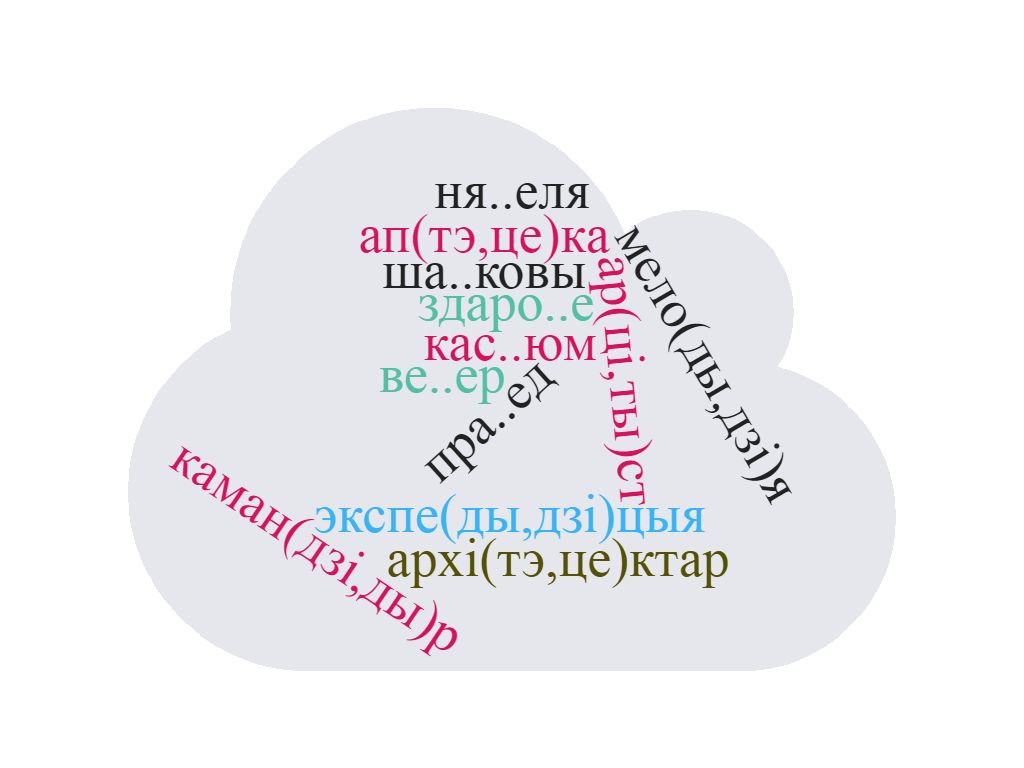 ня..еля
ап(тэ,це)ка
ша..ковы
здаро..е
кас..юм ..
ве..ер
пра..ед
мело(ды,дзі)я
ар(ці,ты)ст
экспе(ды,дзі)цыя
архі(тэ,це)ктар
каман(дзі,ды)р